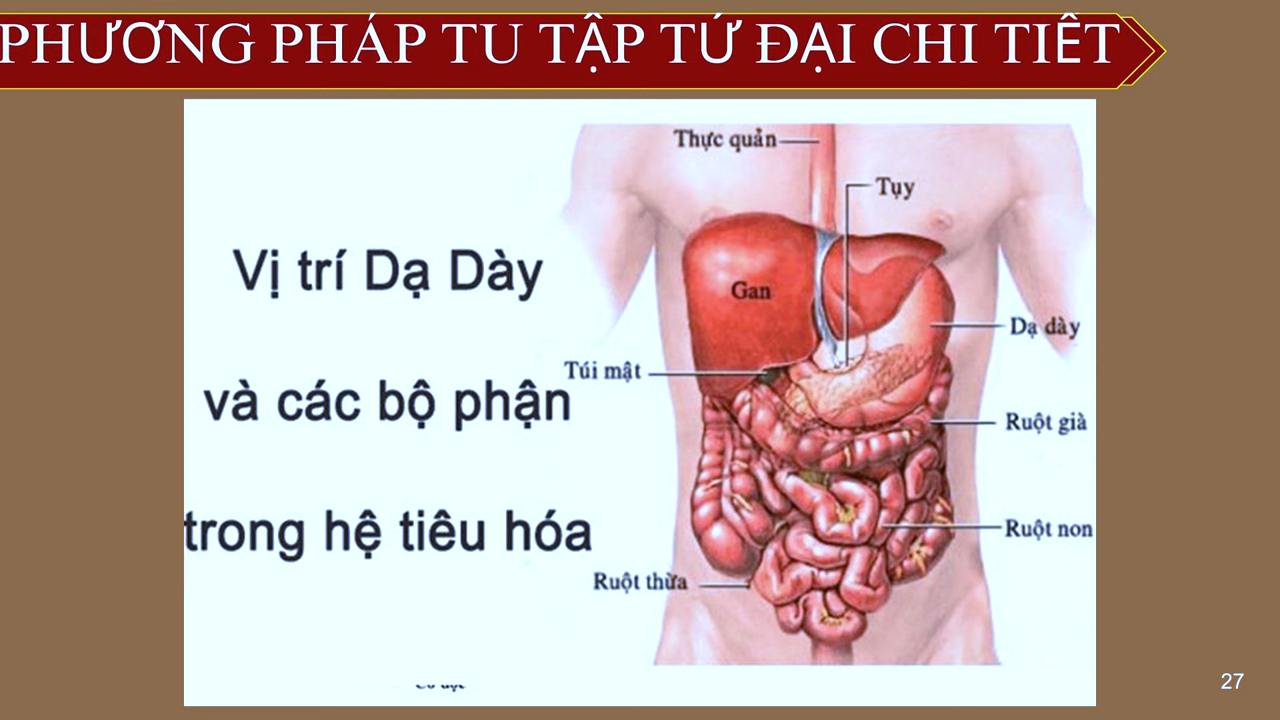 PHƯƠNG PHÁP TU TẬP TỨ ĐẠI CHI TIẾT
Thực quản
Tụy
Vị trí Dạ Dày
Gan
Dạ dày
Túi mật
và các bộ phận
Ruột già
trong hệ tiêu hóa
Ruột non
Ruột thừa
27